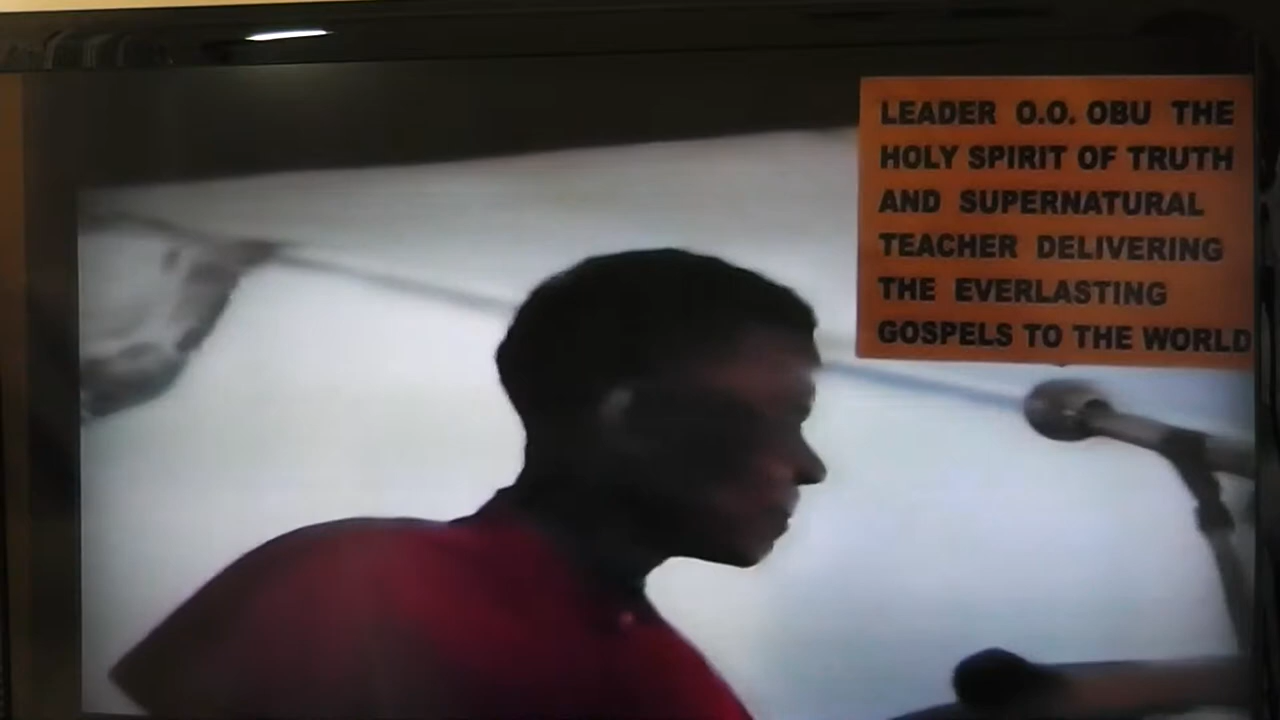 LEADER O.O. OBU THE
HOLY SPIRIT OF TRUTH
AND SUPERNATURAL
TEACHER DELIVERING
THE EVERLASTING
GOSPELS TO THE WORLD